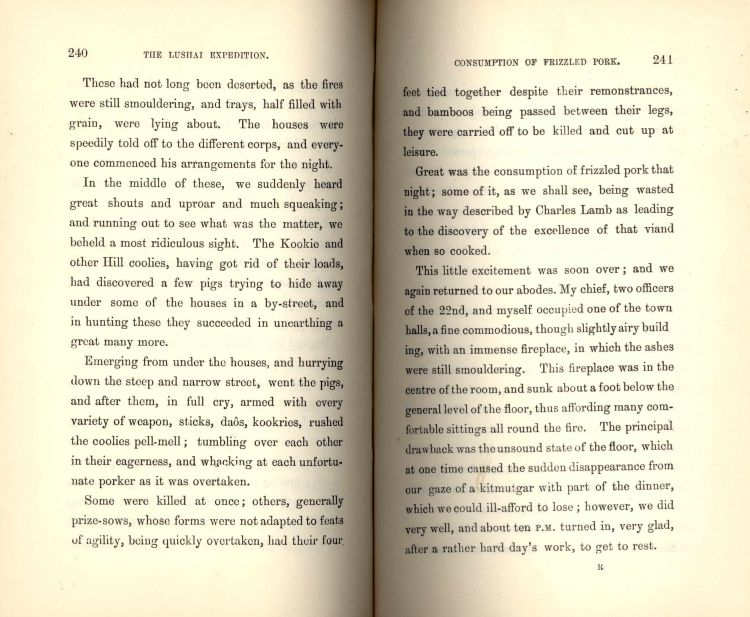 240
THE LUSHAI EXPEDITION.
These had not long been deserted, as the fires
were still smouldering, and trays, half filled with
grain, were lying about. The houses were
speedily told off to the different corps, and every-
one commenced his arrangements for the night.
In the middle of these, we suddenly heard
great shouts and uproar and much squeaking;
and running out to see what was the matter, we
beheld a most ridiculous sight. The Kookie and
other Hill coolies, having got rid of their loads,
had discovered a few pigs trying to hide away
under some of the houses in a by-street, and
in hunting these they succeeded in unearthing a
great many more.
Emerging from under the houses, and hurrying
down the steep and narrow street, went the pigs,
and after them, in full cry, armed with every
variety of weapon, sticks, daôs, kookries, rushed
the coolies pell-mell; tumbling over each other
in their eagerness, and whacking at each unfortu-
nate porker as it was overtaken.
Some were killed at once; others, generally
prize-sows, whose forms were not adapted to feats
of agility, being quickly overtaken, had their four
CONSUMPTION OF FRIZZLED PORK.
241
feet tied together despite their remonstrances,
and bamboos being passed between their legs,
they were carried off to be killed and cut up at
leisure.
Great was the consumption of frizzled pork that
night; some of it, as we shall see, being wasted
in the way described by Charles Lamb as leading
to the discovery of the excellence of that viand
when so cooked.
This little excitement was soon over; and we
again returned to our abodes. My chief, two officers
of the 22nd, and myself occupied one of the town
halls, a fine commodious, though slightly airy build
ing, with an immense fireplace, in which the ashes
were still smouldering. This fireplace was in the
centre of the room, and sunk about a foot below the
general level of the floor, thus affording many com-
fortable sittings all round the fire. The principal
drawback was the unsound state of the floor, which
at one time caused the sudden disappearance from
our gaze of a kitmutgar with part of the dinner,
which we could ill-afford to lose; however, we did
very well, and about ten P.M. turned in, very glad,
after a rather hard day's work, to get to rest.
R